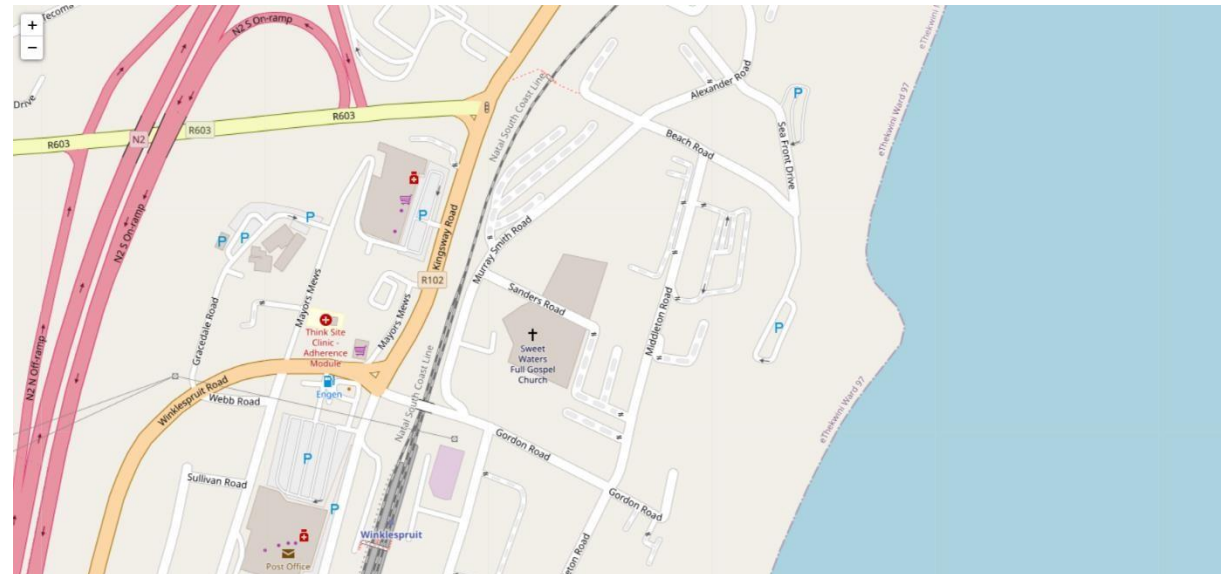 Tecoma
N2 S On-ramp
eThekwini
+
−
Drive
R603
N2
R603
R603
Natal South Coast Line
Alexander Road
P
Beach Road
Sea Front Drive
eThekwini Ward 97
N2 S On-ramp
P
P
P
P
Kingsway Road
Murray Smith Road
R102
Mayors Mews
Sanders Road
Gracedale Road
Mayors Mews
Middleton Road
P
Think Site
Clinic -
Adherence
Module
Sweet
Waters
Full Gospel
Church
N2 N Off-ramp
Engen
Winklespruit Road
Webb Road
Natal South Coast Line
eThekwini Ward 97
Gordon Road
P
Sullivan Road
Gordon Road
P
Winklespruit
eton Road
Post Office